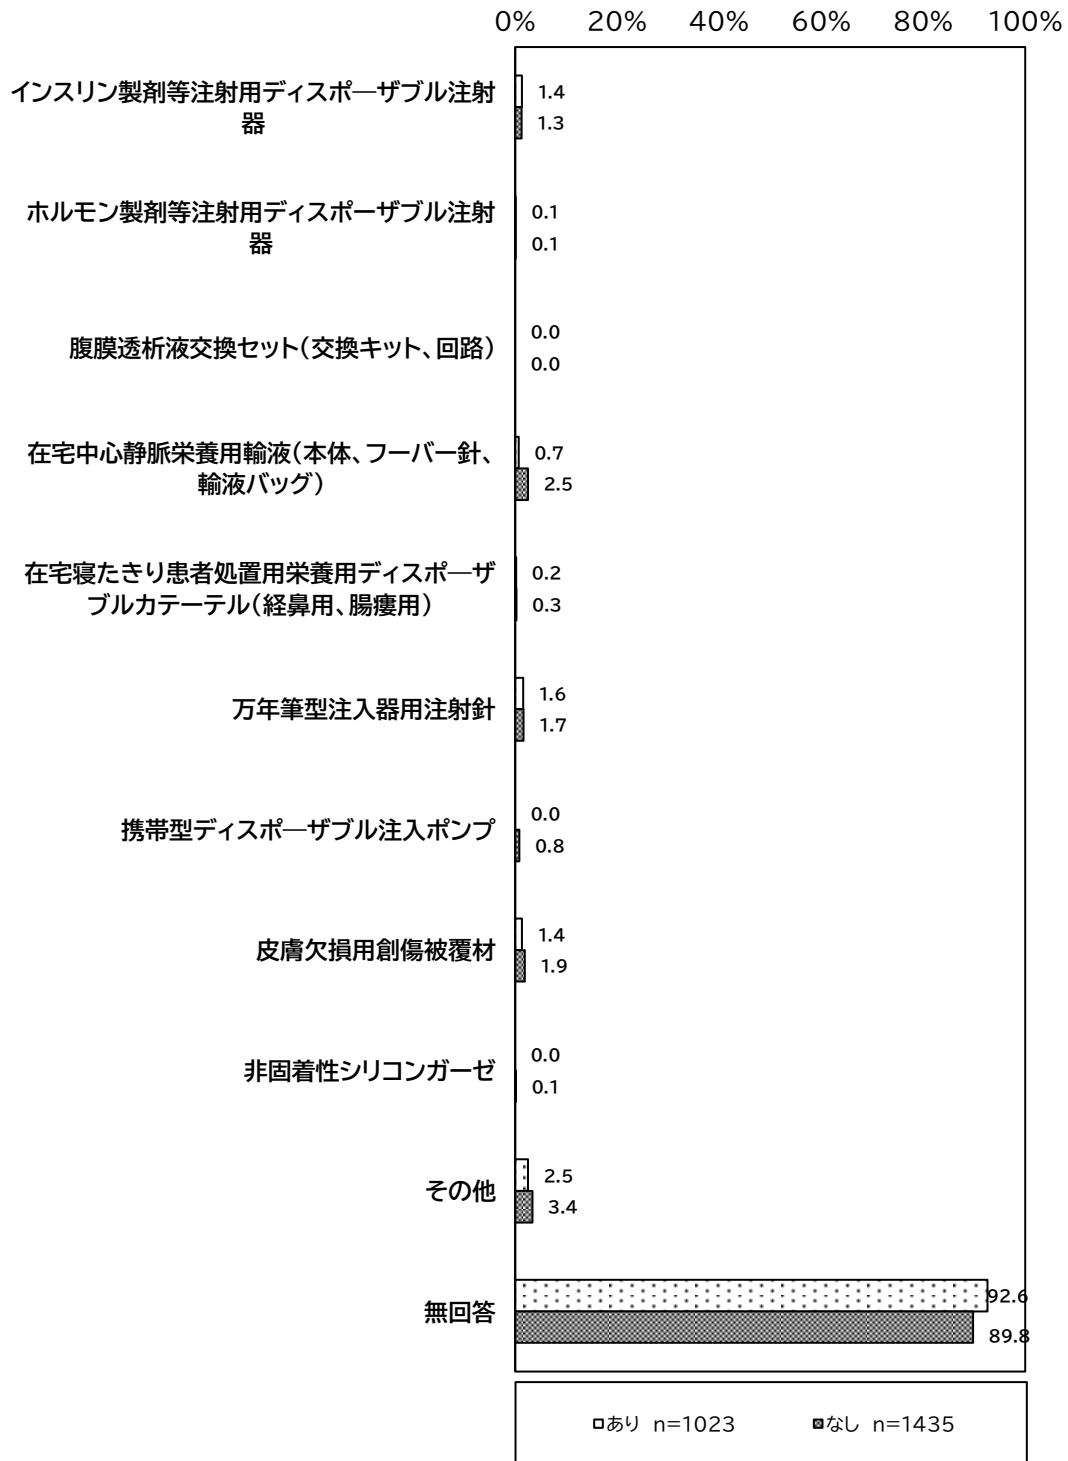 0% 20% 40% 60% 80% 100%
インスリン製剤等注射用ディスポ―ザブル注射
器
1.4
1.3
ホルモン製剤等注射用ディスポーザブル注射
器
0.1
0.1
腹膜透析液交換セット（交換キット、回路）
0.0
0.0
在宅中心静脈栄養用輸液（本体、フーバー針、
輸液バッグ）
0.7
2.5
在宅寝たきり患者処置用栄養用ディスポ―ザ
ブルカテーテル（経鼻用、腸瘻用）
0.2
0.3
万年筆型注入器用注射針
1.6
1.7
携帯型ディスポ―ザブル注入ポンプ
0.0
0.8
皮膚欠損用創傷被覆材
1.4
1.9
非固着性シリコンガーゼ
0.0
0.1
その他
2.5
3.4
無回答
92.6
89.8
あり n=1023 なし n=1435